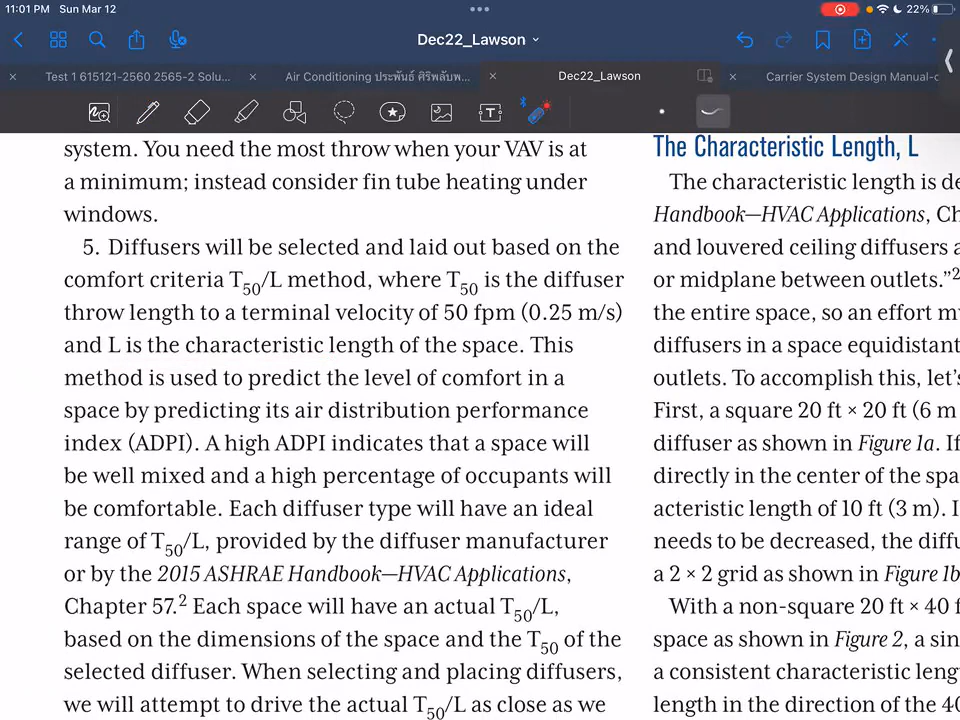 11:01 PM Sun Mar 12
22%
Dec22_Lawson
Test 1 615121-2560 2565-2 Solu...
Air Conditioning ประพันธ์ ศิริพลับพ...
Dec22_Lawson
Carrier System Design Manual-c
system. You need the most throw when your VAV is at
a minimum; instead consider fin tube heating under
windows.
5. Diffusers will be selected and laid out based on the
comfort criteria T50/L method, where T50 is the diffuser
throw length to a terminal velocity of 50 fpm (0.25 m/s)
and L is the characteristic length of the space. This
method is used to predict the level of comfort in a
space by predicting its air distribution performance
index (ADPI). A high ADPI indicates that a space will
be well mixed and a high percentage of occupants will
be comfortable. Each diffuser type will have an ideal
range of T50/L, provided by the diffuser manufacturer
or by the 2015 ASHRAE Handbook—HVAC Applications,
Chapter 57.2 Each space will have an actual T50/L,
based on the dimensions of the space and the T50 of the
selected diffuser. When selecting and placing diffusers,
we will attempt to drive the actual T50/L as close as we
The Characteristic Length, L
The characteristic length is de
Handbook—HVAC Applications, Ch
and louvered ceiling diffusers a
or midplane between outlets.”2
the entire space, so an effort m
diffusers in a space equidistant
outlets. To accomplish this, let’s
First, a square 20 ft × 20 ft (6 m
diffuser as shown in Figure 1a. If
directly in the center of the spa
acteristic length of 10 ft (3 m). I
needs to be decreased, the diffu
a 2 × 2 grid as shown in Figure 1b
With a non-square 20 ft × 40 f
space as shown in Figure 2, a sin
a consistent characteristic leng
length in the direction of the 40